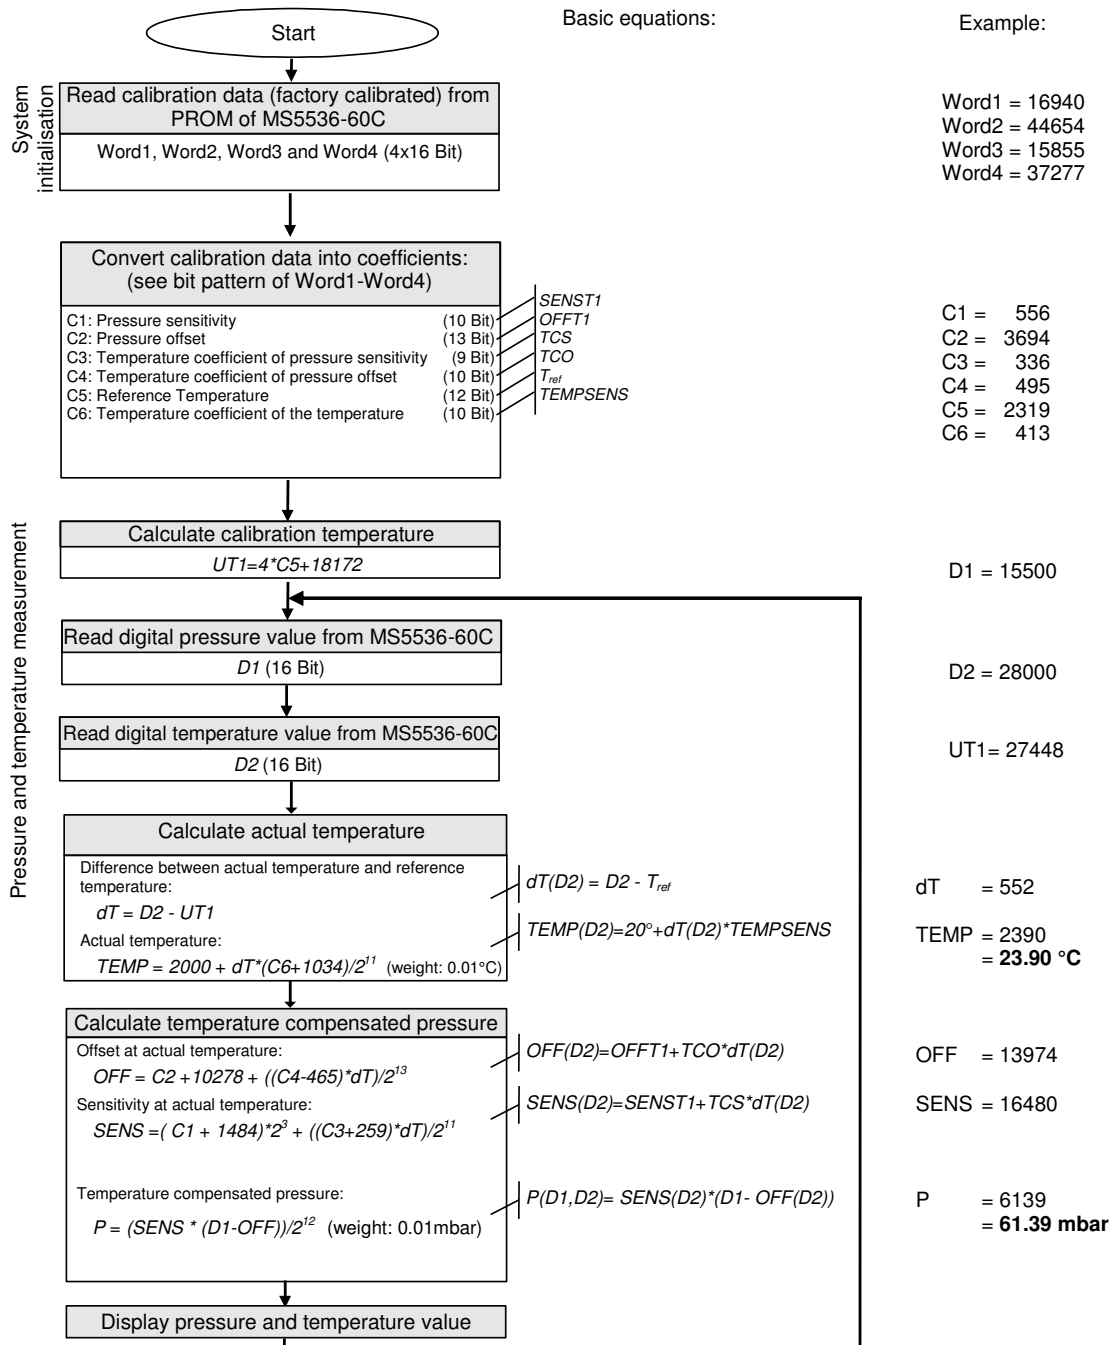 Basic equations:
Example:
Start
System
initialisation
Read calibration data (factory calibrated) from
PROM of MS5536-60C
Word1, Word2, Word3 and Word4 (4x16 Bit)
Word1 = 16940
Word2 = 44654
Word3 = 15855
Word4 = 37277
Convert calibration data into coefficients:
(see bit pattern of Word1-Word4)
C1: Pressure sensitivity (10 Bit)
C2: Pressure offset (13 Bit)
C3: Temperature coefficient of pressure sensitivity (9 Bit)
C4: Temperature coefficient of pressure offset (10 Bit)
C5: Reference Temperature (12 Bit)
C6: Temperature coefficient of the temperature (10 Bit)
SENST1
OFFT1
TCS
TCO
Tref
TEMPSENS
C1 = 556
C2 = 3694
C3 = 336
C4 = 495
C5 = 2319
C6 = 413
Pressure and temperature measurement
Calculate calibration temperature
UT1=4*C5+18172
D1 = 15500
Read digital pressure value from MS5536-60C
D1 (16 Bit)
D2 = 28000
Read digital temperature value from MS5536-60C
D2 (16 Bit)
UT1= 27448
Calculate actual temperature
Difference between actual temperature and reference
temperature:
dT = D2 - UT1
dT(D2) = D2 - Tref
dT = 552
Actual temperature:
TEMP = 2000 + dT*(C6+1034)/2^11 (weight: 0.01°C)
TEMP(D2)=20°+dT(D2)*TEMPSENS
TEMP = 2390
= 23.90 °C
Calculate temperature compensated pressure
Offset at actual temperature:
OFF = C2 +10278 + ((C4-465)*dT)/2^13
OFF(D2)=OFFT1+TCO*dT(D2)
OFF = 13974
Sensitivity at actual temperature:
SENS =( C1 + 1484)*2^3 + ((C3+259)*dT)/2^11
SENS(D2)=SENST1+TCS*dT(D2)
SENS = 16480
Temperature compensated pressure:
P = (SENS * (D1-OFF))/2^12 (weight: 0.01mbar)
P(D1,D2)= SENS(D2)*(D1- OFF(D2))
P = 6139
= 61.39 mbar
Display pressure and temperature value